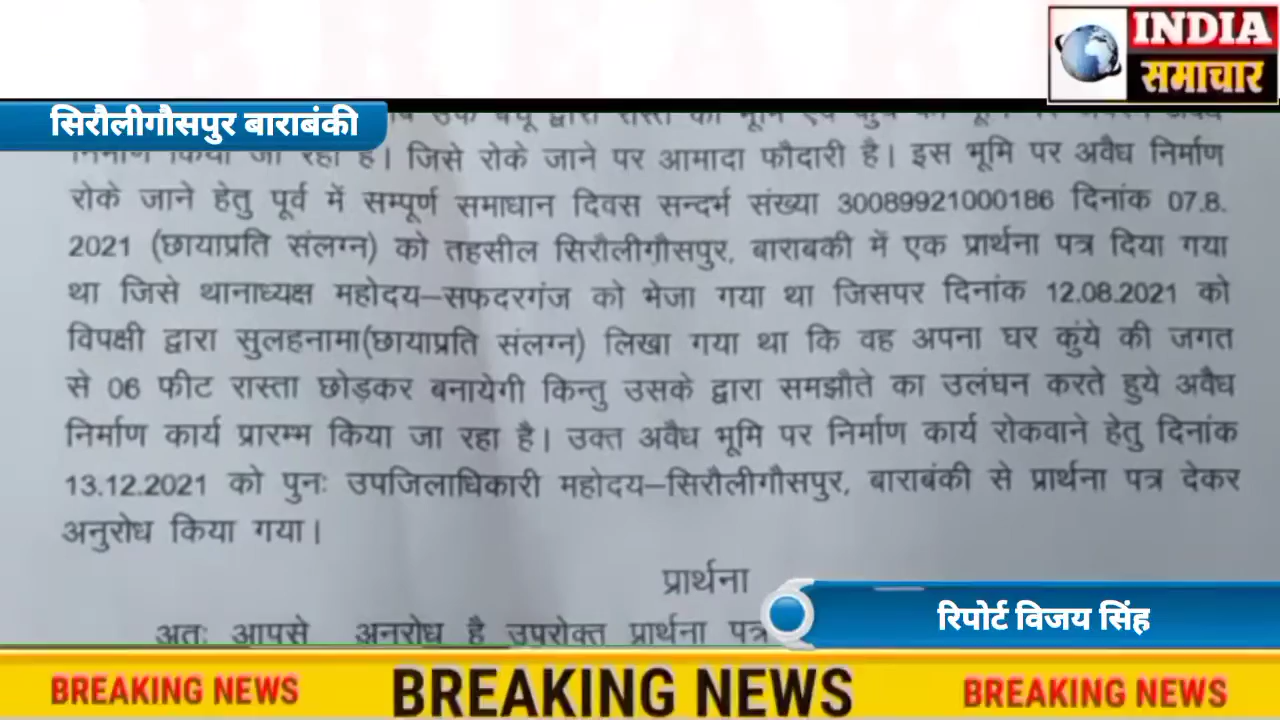 INDIA
समाचार
सिरौलीगौसपुर बाराबंकी
निर्माण किया जा रहा है। जिसे रोके जाने पर आमादा फौदारी है। इस भूमि पर अवैध निर्माण
रोके जाने हेतु पूर्व में सम्पूर्ण समाधान दिवस सन्दर्भ संख्या 30089921000186 दिनांक 07.8.
2021 (छायाप्रति संलग्न) को तहसील सिरौलीगौसपुर, बाराबकी में एक प्रार्थना पत्र दिया गया
था जिसे थानाध्यक्ष महोदय–सफदरगंज को भेजा गया था जिसपर दिनांक 12.08.2021 को
विपक्षी द्वारा सुलहनामा(छायाप्रति संलग्न) लिखा गया था कि वह अपना घर कुंये की जगत
से 06 फीट रास्ता छोड़कर बनायेगी किन्तु उसके द्वारा समझौते का उलंघन करते हुये अवैध
निर्माण कार्य प्रारम्भ किया जा रहा है। उक्त अवैध भूमि पर निर्माण कार्य रोकवाने हेतु दिनांक
13.12.2021 को पुनः उपजिलाधिकारी महोदय–सिरौलीगौसपुर, बाराबंकी से प्रार्थना पत्र देकर
अनुरोध किया गया।
प्रार्थना
अतः आपसे अनुरोध है उपरोक्त प्रार्थना पत्र
रिपोर्ट विजय सिंह
BREAKING NEWS BREAKING NEWS BREAKING NEWS